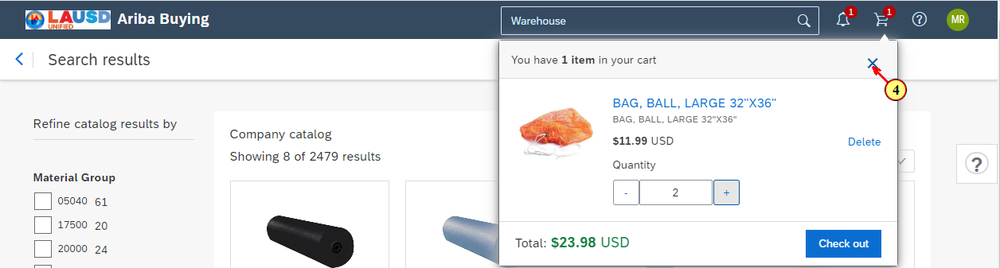 LAUSD
UNIFIED
Ariba Buying
Warehouse
1
1
?
MR
Search results
You have 1 item in your cart
4
BAG, BALL, LARGE 32"X36"
BAG, BALL, LARGE 32"X36"
$11.99 USD
Delete
Quantity
- 2 +
Total: $23.98 USD
Check out
Refine catalog results by
Material Group
05040 61
17500 20
20000 24
Company catalog
Showing 8 of 2479 results
?